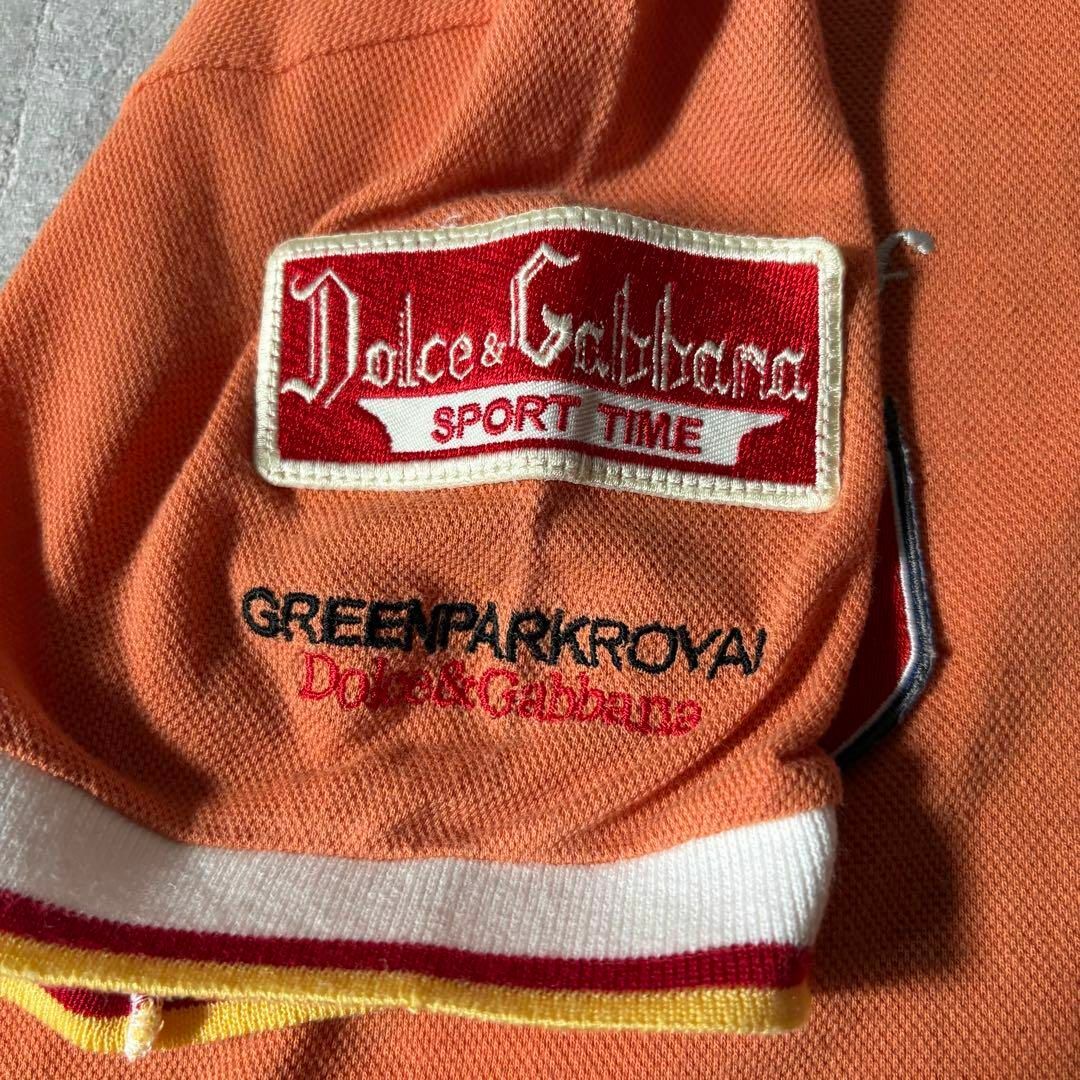 Dolce & Gabbana
SPORT TIME
GREENPARKROYAL
Dolce&Gabbana